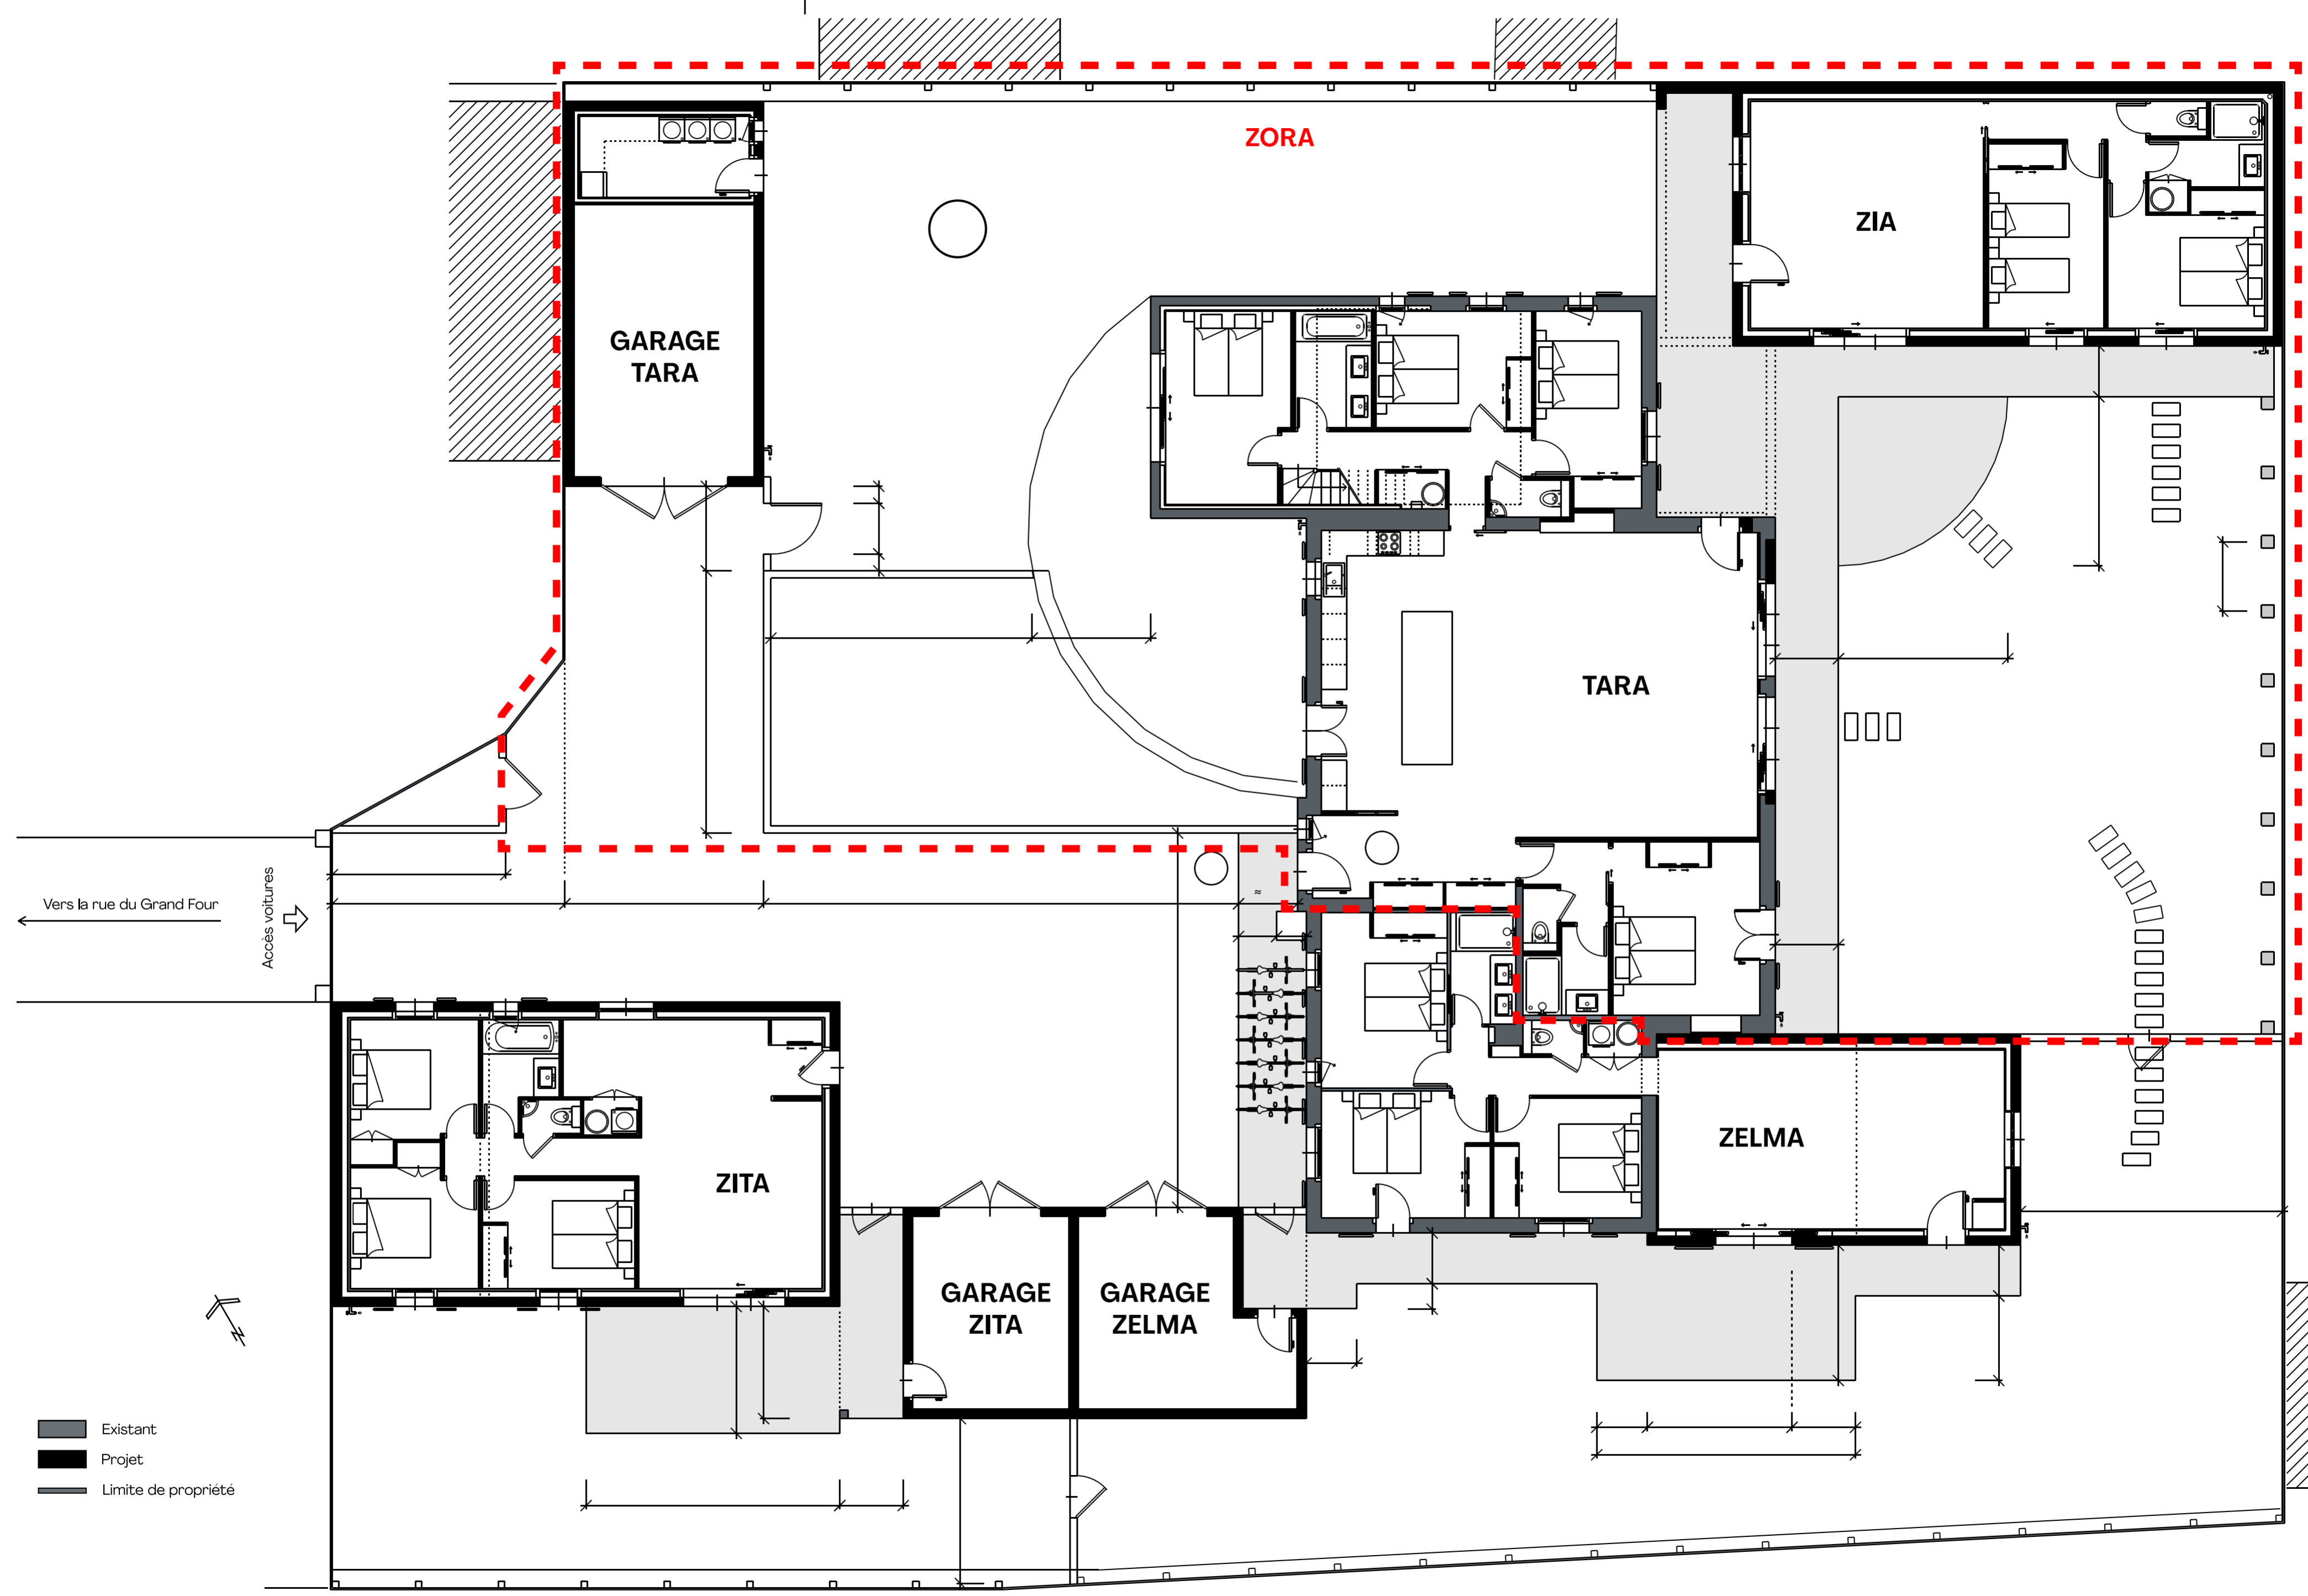 ZORA
ZIA
GARAGE
TARA
TARA
Vers la rue du Grand Four
Accès voitures
ZELMA
ZITA
GARAGE
ZITA
GARAGE
ZELMA
Existant
Projet
Limite de propriété